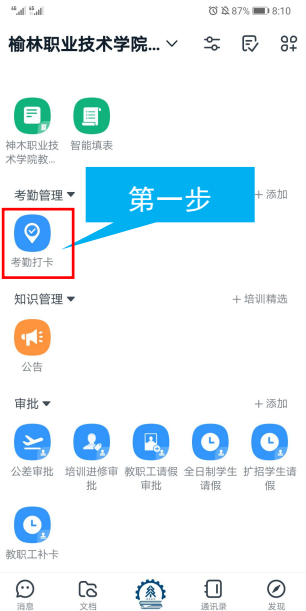 87% 8:10
榆林职业技术学院...
神木职业技 智能填表
术学院教...
考勤管理 + 添加
第一步
考勤打卡
知识管理 + 培训精选
公告
审批 + 添加
公差审批 培训进修审 教职工请假 全日制学生 扩招学生请
批 审批 请假 假
教职工补卡
消息 文档 通讯录 发现